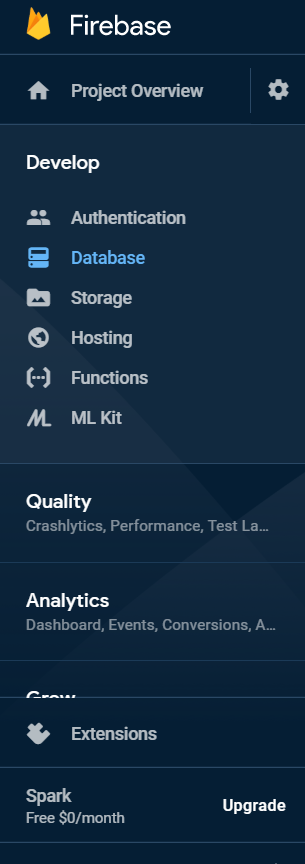 Firebase
Project Overview
Develop
Authentication
Database
Storage
Hosting
Functions
ML Kit
Quality
Crashlytics, Performance, Test La...
Analytics
Dashboard, Events, Conversions, A...
Grow
Extensions
Spark
Free $0/month
Upgrade